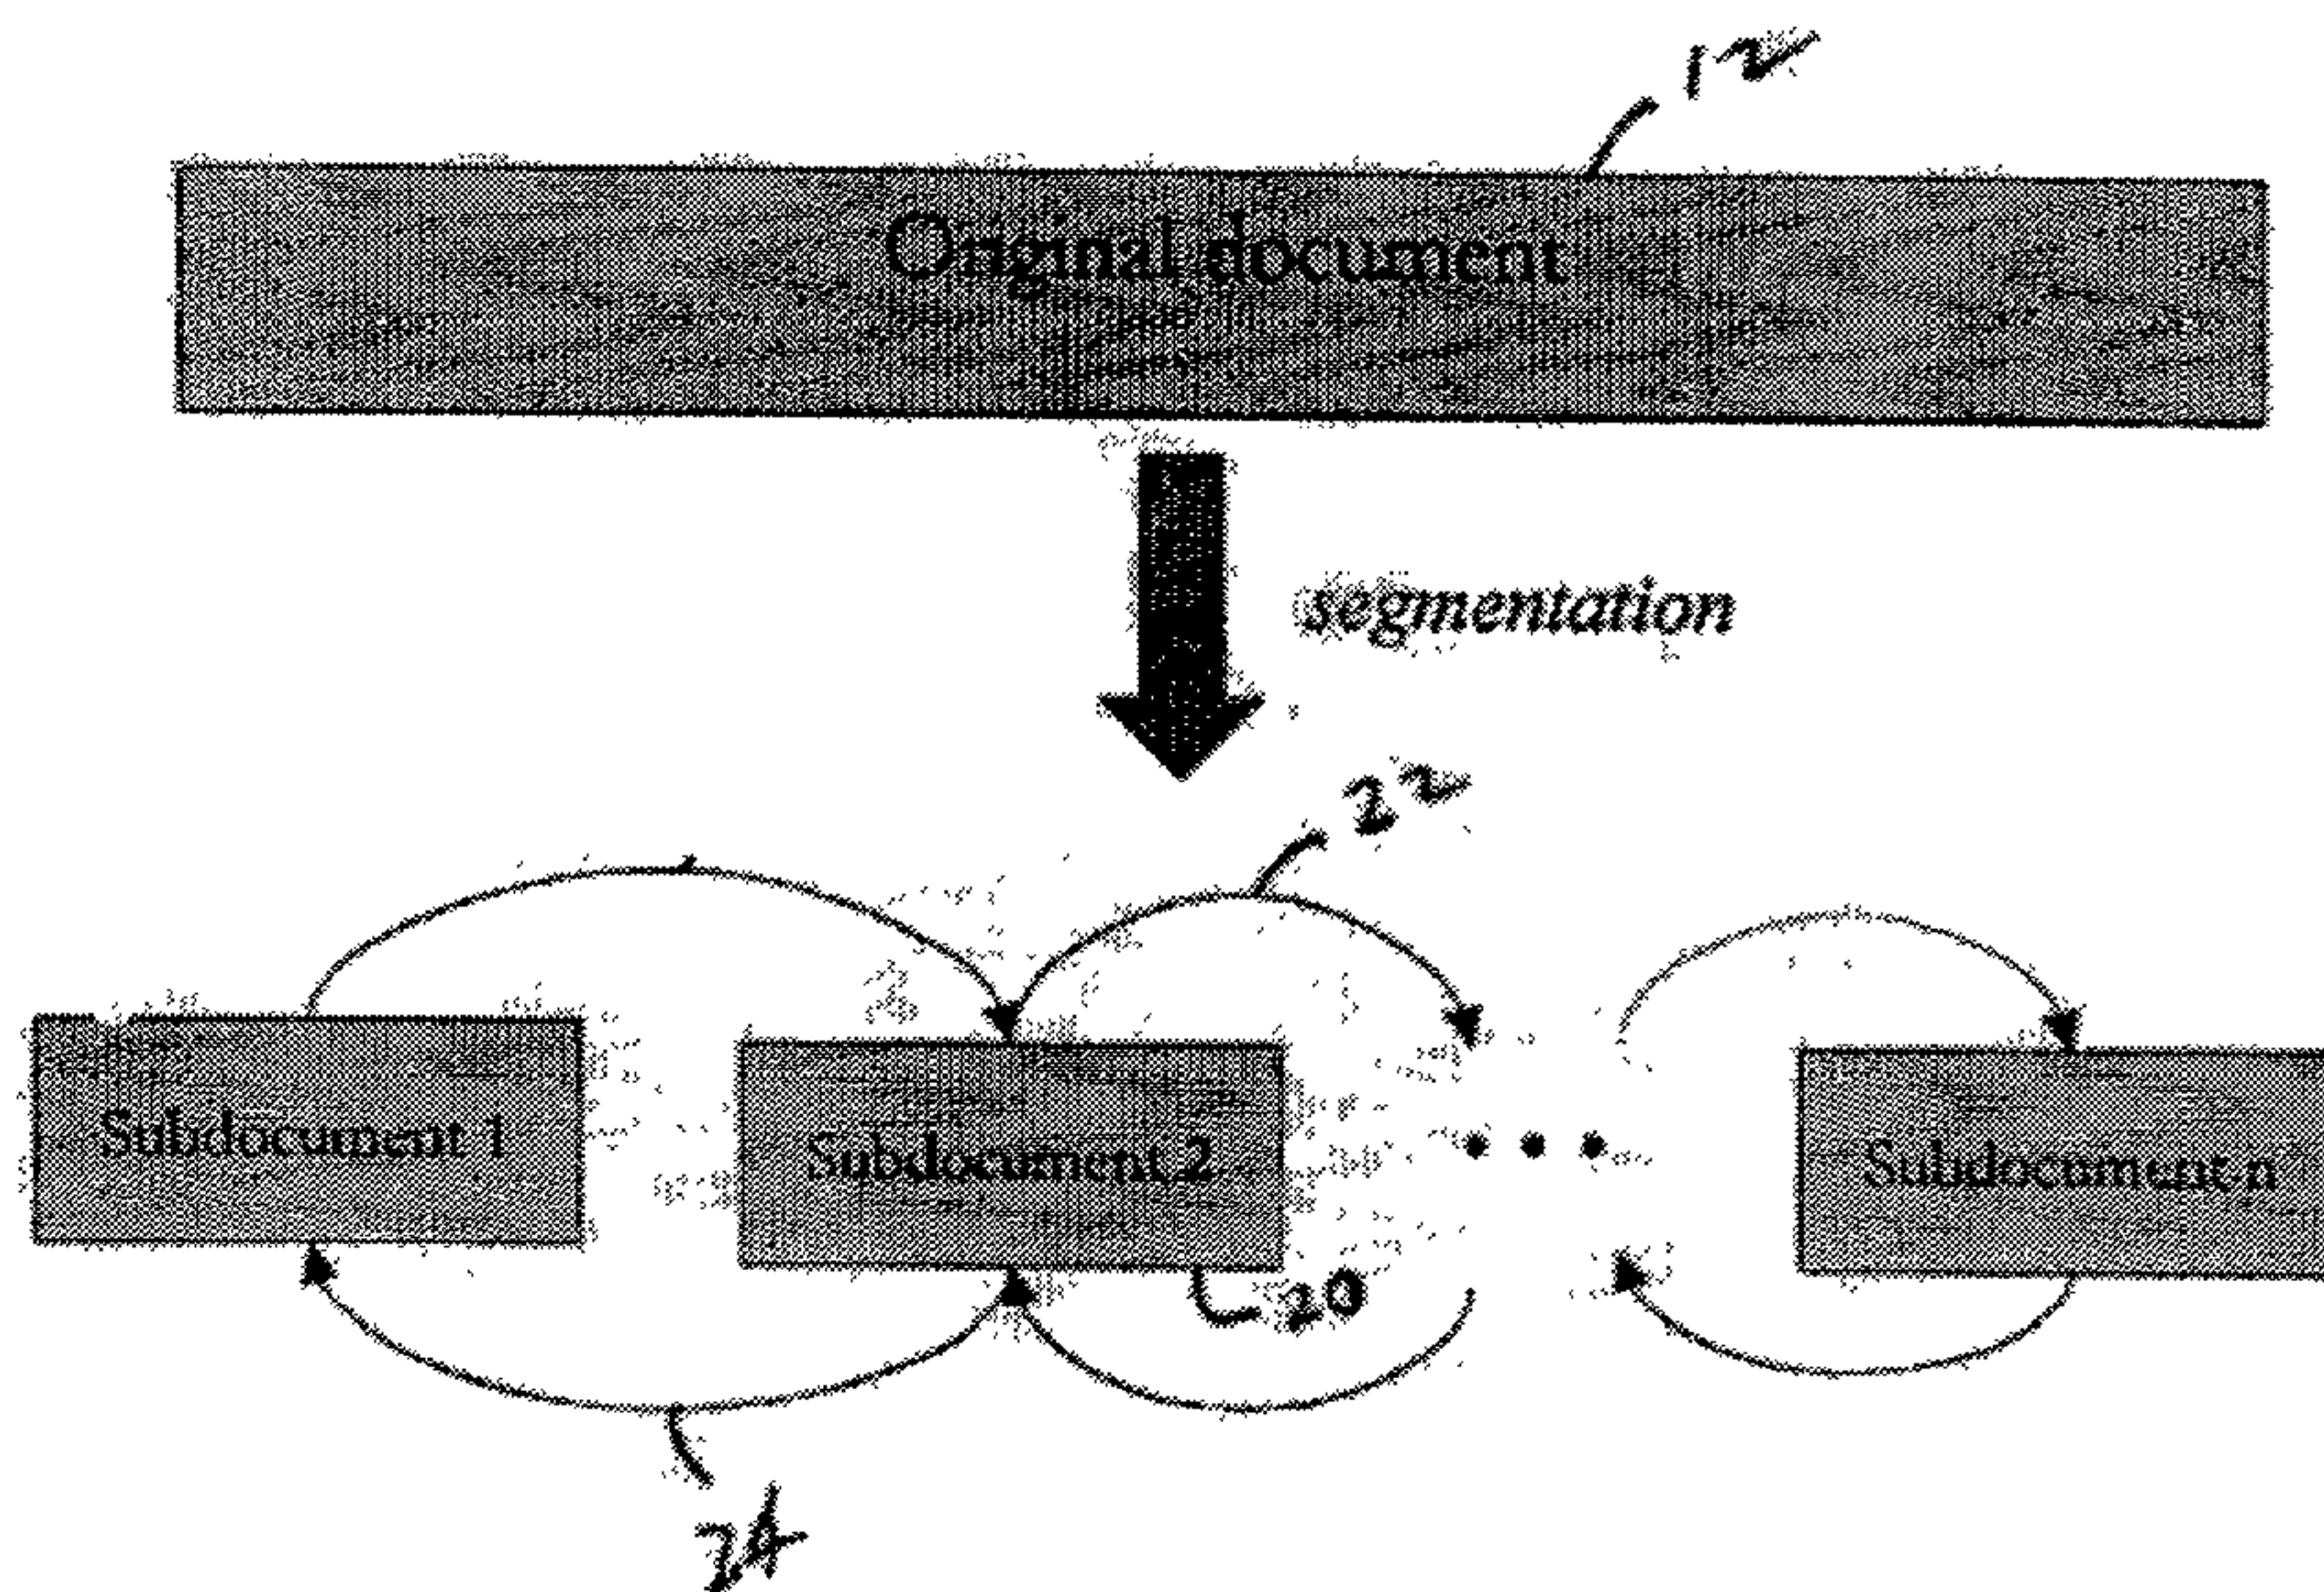 12
Original document
segmentation
22
Subdocument 1
Subdocument 2
• • •
Subdocument n
20
24